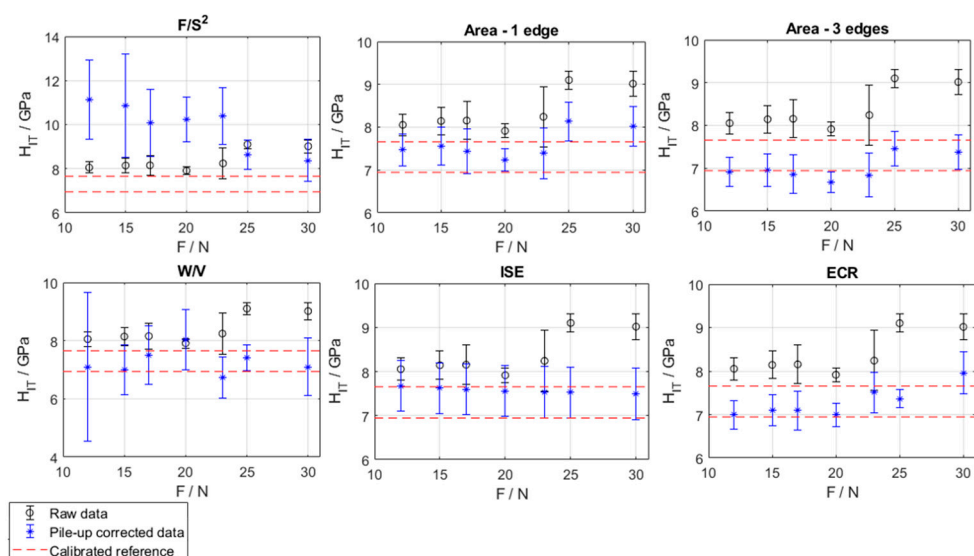 F/S²
H_IT / GPa
14
12
10
8
6
10 15 20 25 30
F / N
Area - 1 edge
H_IT / GPa
10
9
8
7
6
10 15 20 25 30
F / N
Area - 3 edges
H_IT / GPa
10
9
8
7
6
10 15 20 25 30
F / N
W/V
H_IT / GPa
10
8
6
4
10 15 20 25 30
F / N
ISE
H_IT / GPa
10
9
8
7
6
10 15 20 25 30
F / N
ECR
H_IT / GPa
10
9
8
7
6
10 15 20 25 30
F / N
Raw data
Pile-up corrected data
Calibrated reference